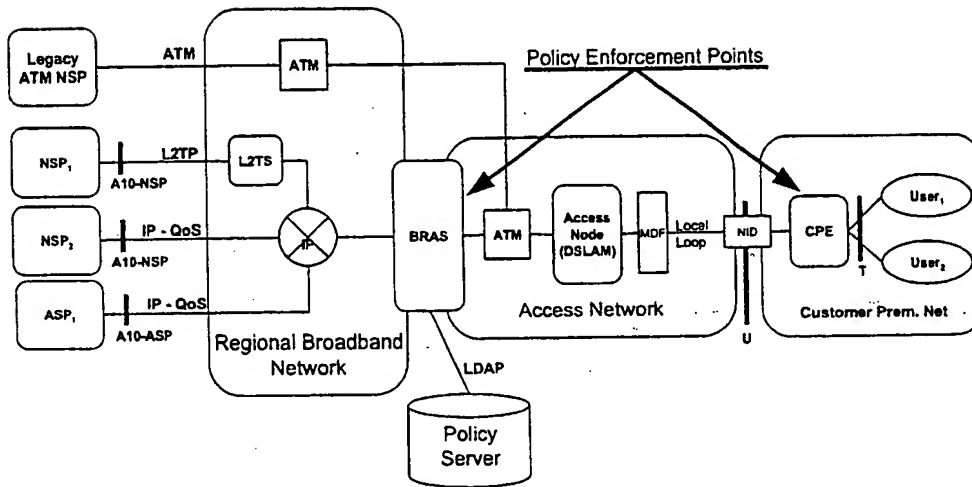 Legacy
ATM NSP
ATM
ATM
Policy Enforcement Points
NSP1
L2TP
L2TS
A10-NSP
NSP2
IP - QoS
A10-NSP
IP
ASP1
IP - QoS
A10-ASP
BRAS
ATM
Access
Node
(DSLAM)
MDF
Local
Loop
NID
CPE
User1
User2
T
U
Regional Broadband
Network
Access Network
Customer Prem. Net
LDAP
Policy
Server